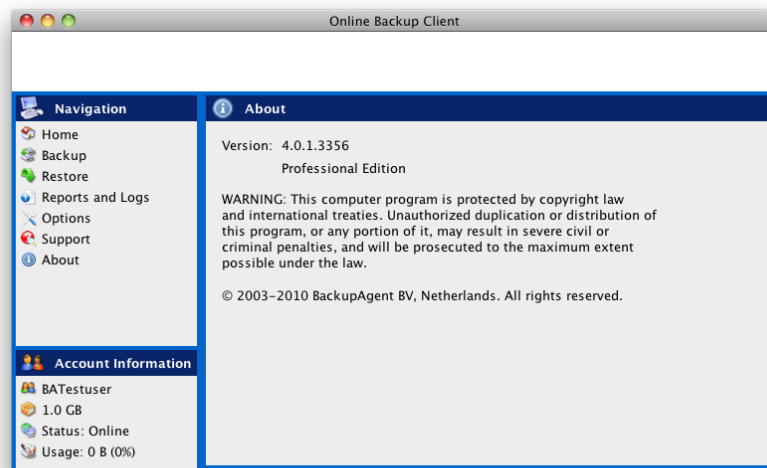 Online Backup Client
Navigation
Home
Backup
Restore
Reports and Logs
Options
Support
About
Account Information
BATestuser
1.0 GB
Status: Online
Usage: 0 B (0%)
About
Version: 4.0.1.3356
Professional Edition
WARNING: This computer program is protected by copyright law
and international treaties. Unauthorized duplication or distribution of
this program, or any portion of it, may result in severe civil or
criminal penalties, and will be prosecuted to the maximum extent
possible under the law.
© 2003-2010 BackupAgent BV, Netherlands. All rights reserved.